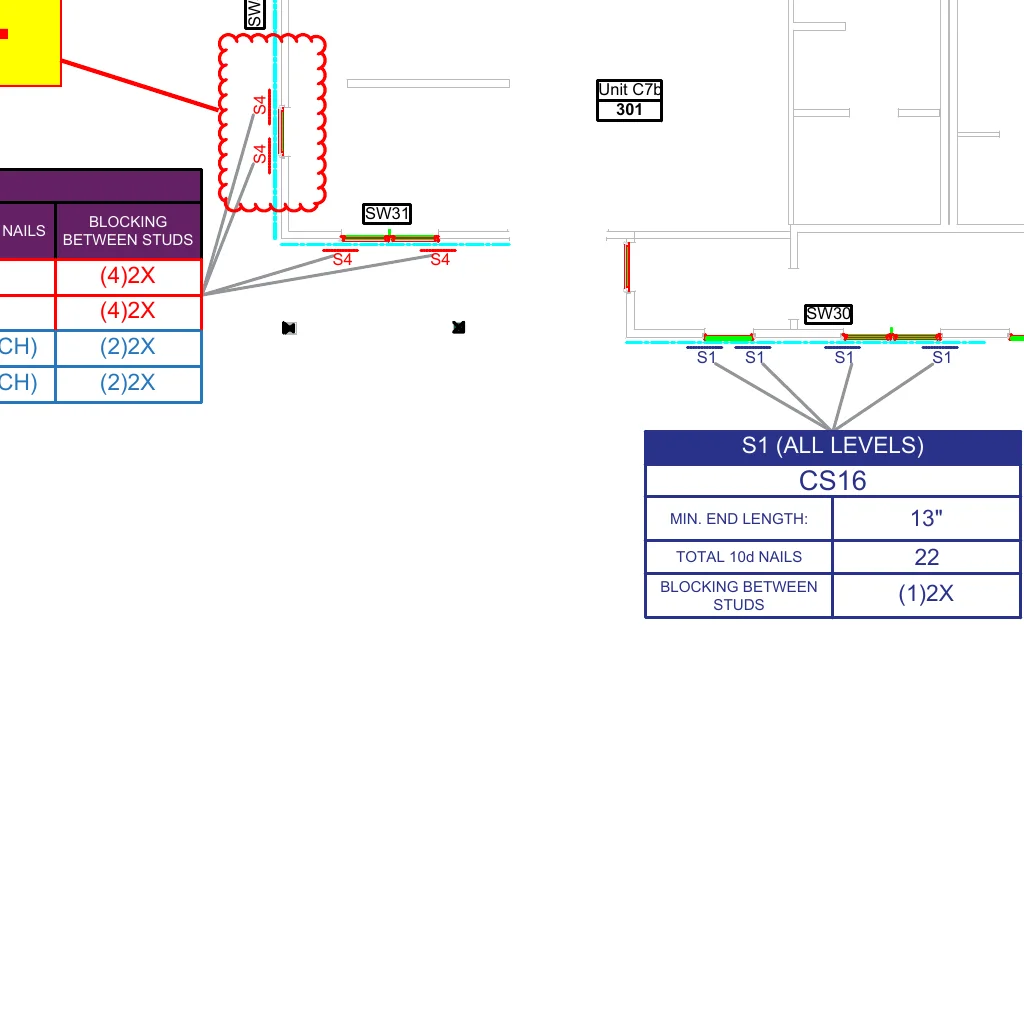 SW
S4
S4
Unit C7b
301
SW31
S4
S4
NAILS
BLOCKING
BETWEEN STUDS
(4)2X
(4)2X
CH)
(2)2X
CH)
(2)2X
SW30
S1
S1
S1
S1
S1 (ALL LEVELS)
CS16
MIN. END LENGTH:
13"
TOTAL 10d NAILS
22
BLOCKING BETWEEN
STUDS
(1)2X